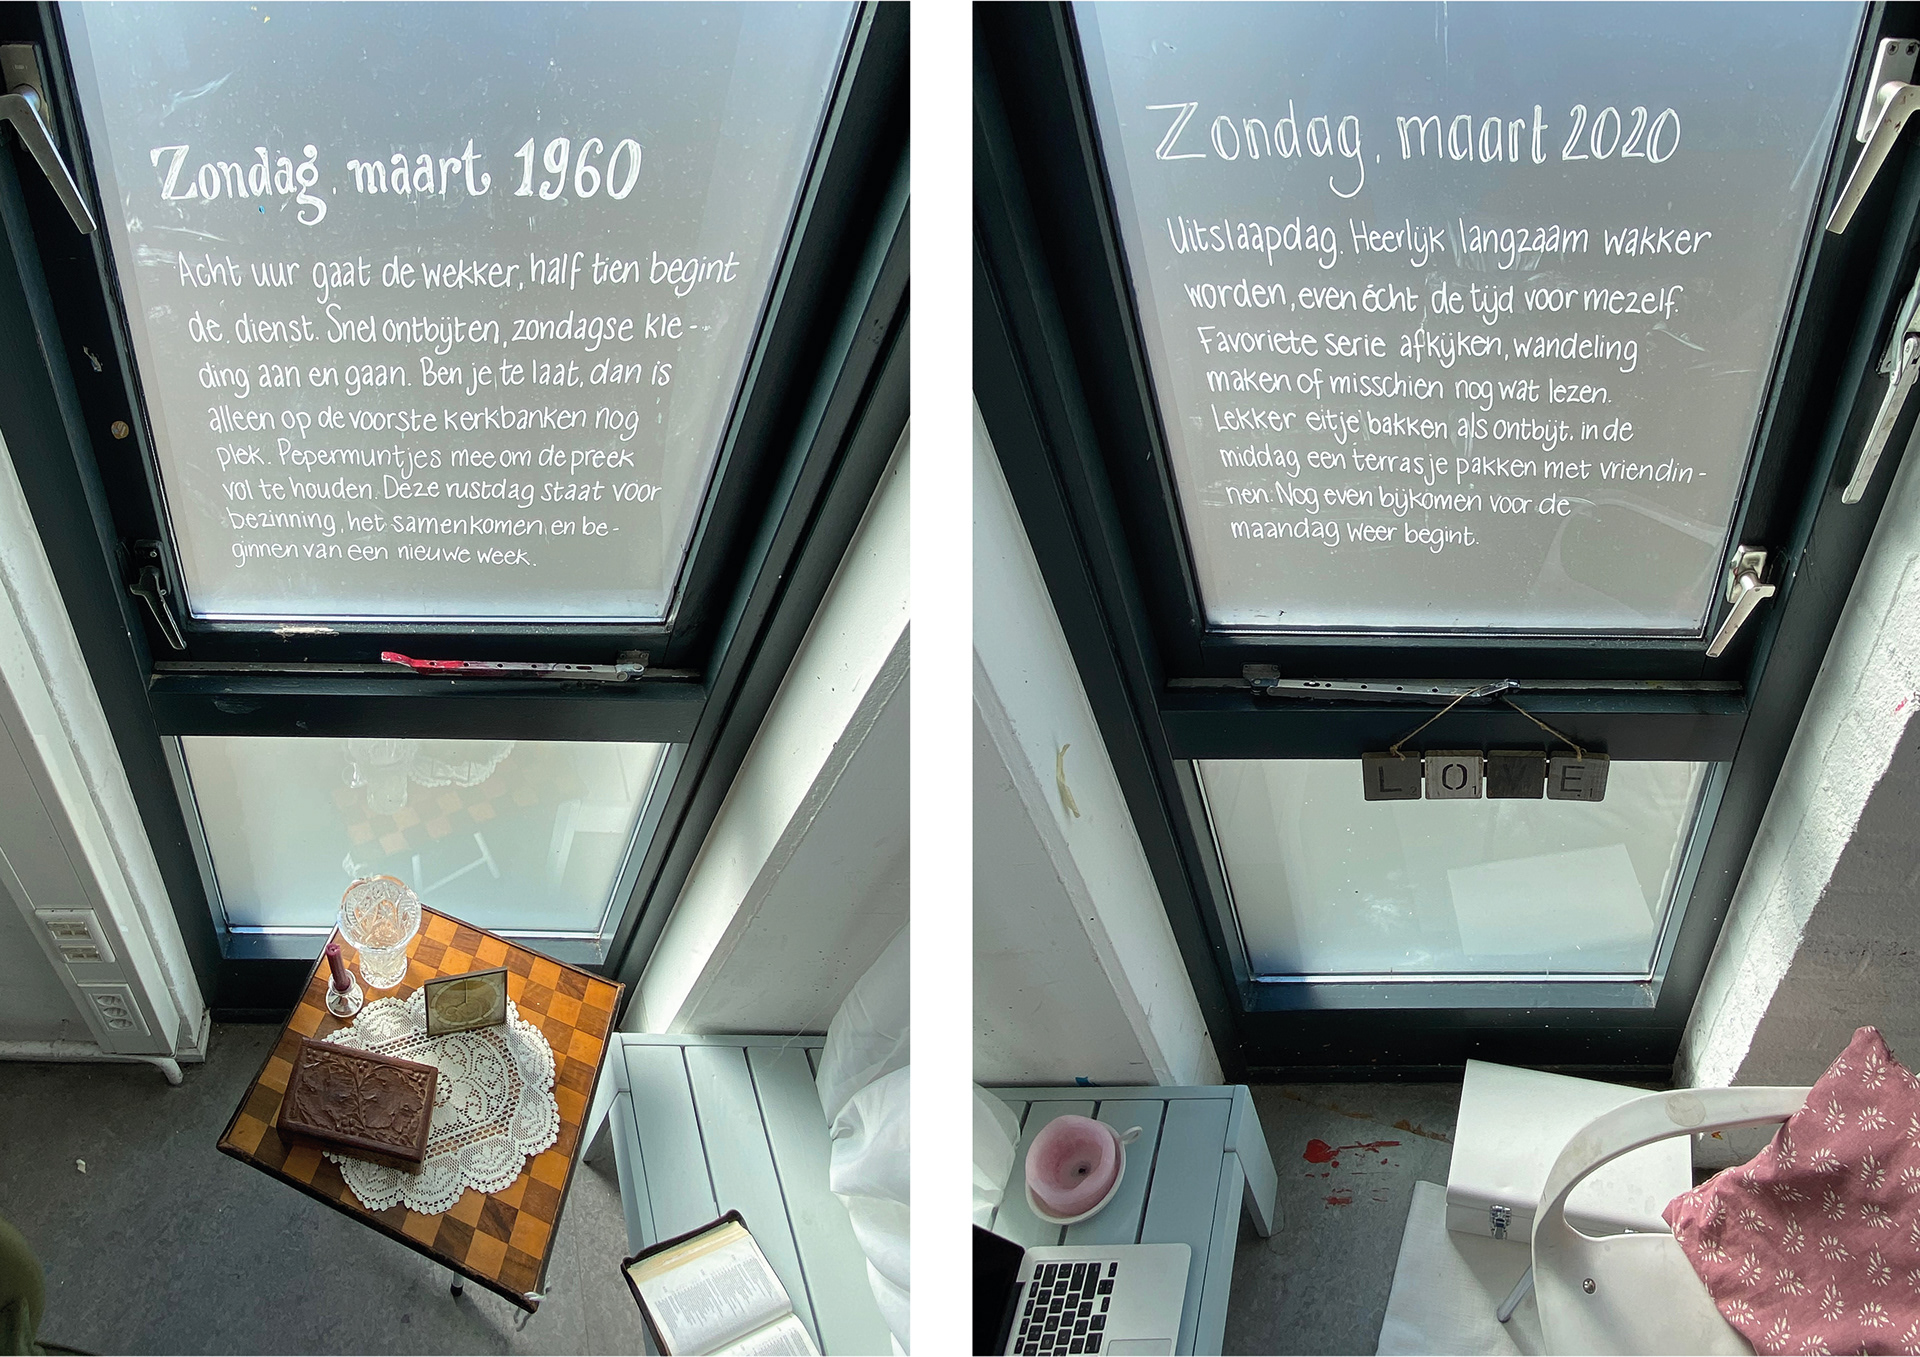 Zondag. maart 1960
Acht uur gaat de wekker, half tien begint
de dienst. Snel ontbijten, zondagse kle-
ding aan en gaan. Ben je te laat, dan is
alleen op de voorste kerkbanken nog
plek. Pepermuntjes mee om de preek
vol te houden. Deze rustdag staat voor
bezinning, het samenkomen en be-
ginnen van een nieuwe week.
Zondag. maart 2020
Uitslaapdag. Heerlijk langzaam wakker
worden, even écht de tijd voor mezelf.
Favoriete serie afkijken, wandeling
maken of misschien nog wat lezen.
Lekker eitje bakken als ontbijt, in de
middag een terrasje pakken met vriendin-
nen. Nog even bijkomen voor de
maandag weer begint.
LOVE